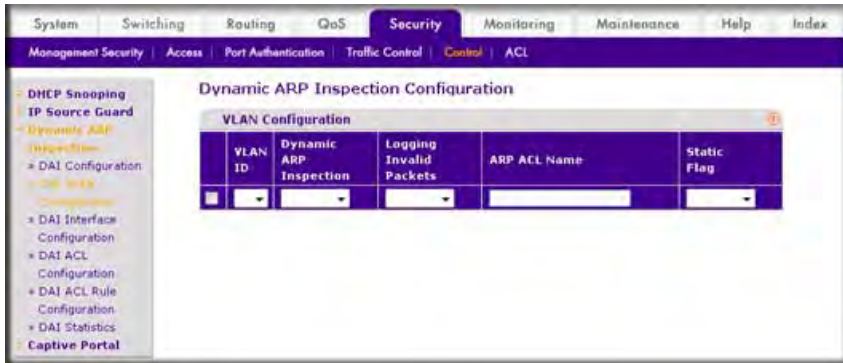 System Switching Routing QoS Security Monitoring Maintenance Help Index
Management Security | Access | Port Authentication | Traffic Control | Control | ACL
DHCP Snooping
IP Source Guard
Dynamic ARP
Inspection
» DAI Configuration
» DAI VLAN
Configuration
» DAI Interface
Configuration
» DAI ACL
Configuration
» DAI ACL Rule
Configuration
» DAI Statistics
Captive Portal
Dynamic ARP Inspection Configuration
VLAN Configuration
VLAN ID
Dynamic ARP Inspection
Logging Invalid Packets
ARP ACL Name
Static Flag